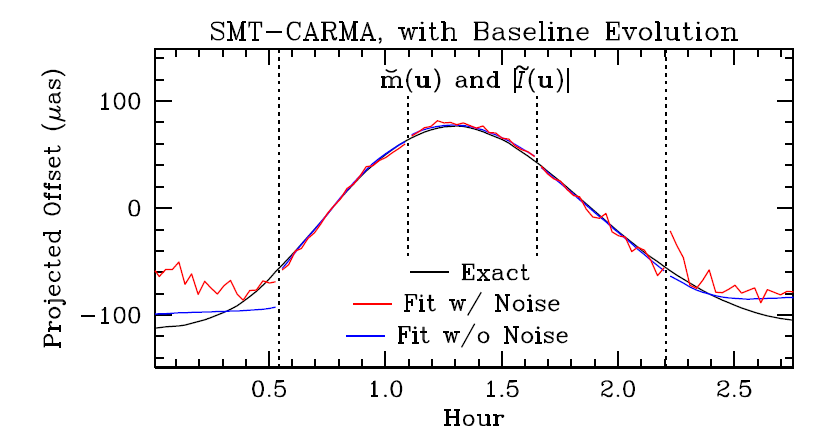 SMT-CARMA, with Baseline Evolution
m̆(u) and |Ĩ(u)|
Projected Offset (μas)
100
0
-100
Exact
Fit w/ Noise
Fit w/o Noise
0.5 1.0 1.5 2.0 2.5
Hour